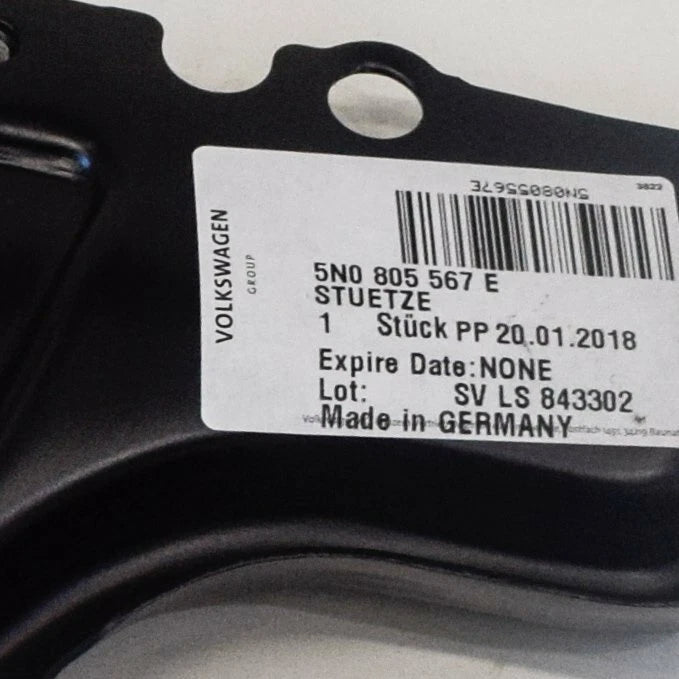 3822
5N0805567E
VOLKSWAGEN
GROUP
5N0 805 567 E
STUETZE
1 Stück PP 20.01.2018
Expire Date:NONE
Lot: SV LS 843302
Made in GERMANY